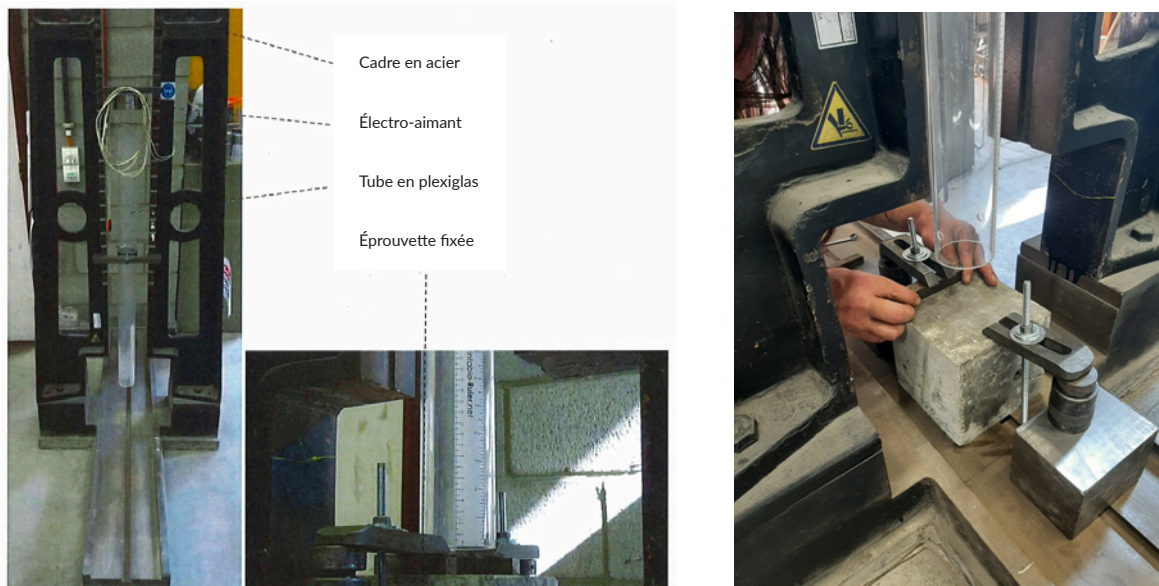 Cadre en acier
Électro-aimant
Tube en plexiglas
Éprouvette fixée